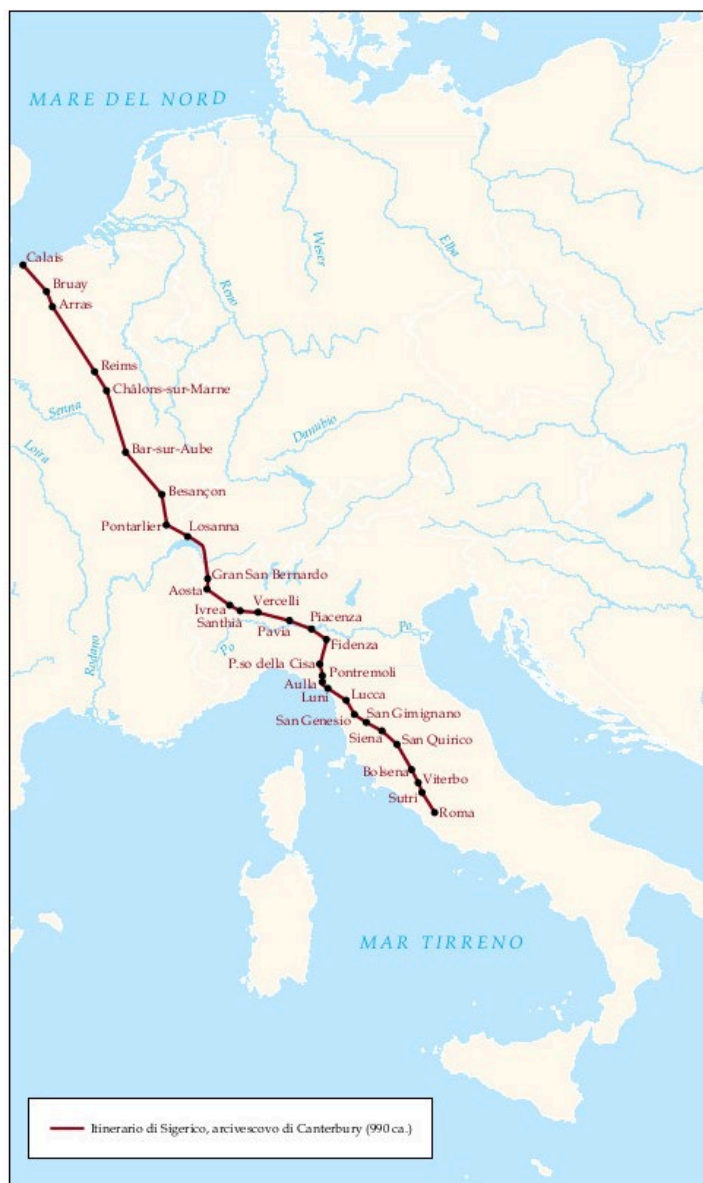 MARE DEL NORD
Weser
Elba
Calais
Reno
Bruay
Arras
Reims
Châlons-sur-Marne
Senna
Danubio
Loira
Bar-sur-Aube
Besançon
Pontarlier
Losanna
Gran San Bernardo
Aosta
Ivrea
Vercelli
Santhià
Pavia
Piacenza
Po
Fidenza
Po
Rodano
P.so della Cisa
Pontremoli
Aulla
Luni
Lucca
San Genesio
San Gimignano
Siena
San Quirico
Bolsena
Viterbo
Sutri
Roma
MAR TIRRENO
Itinerario di Sigerico, arcivescovo di Canterbury (990 ca.)